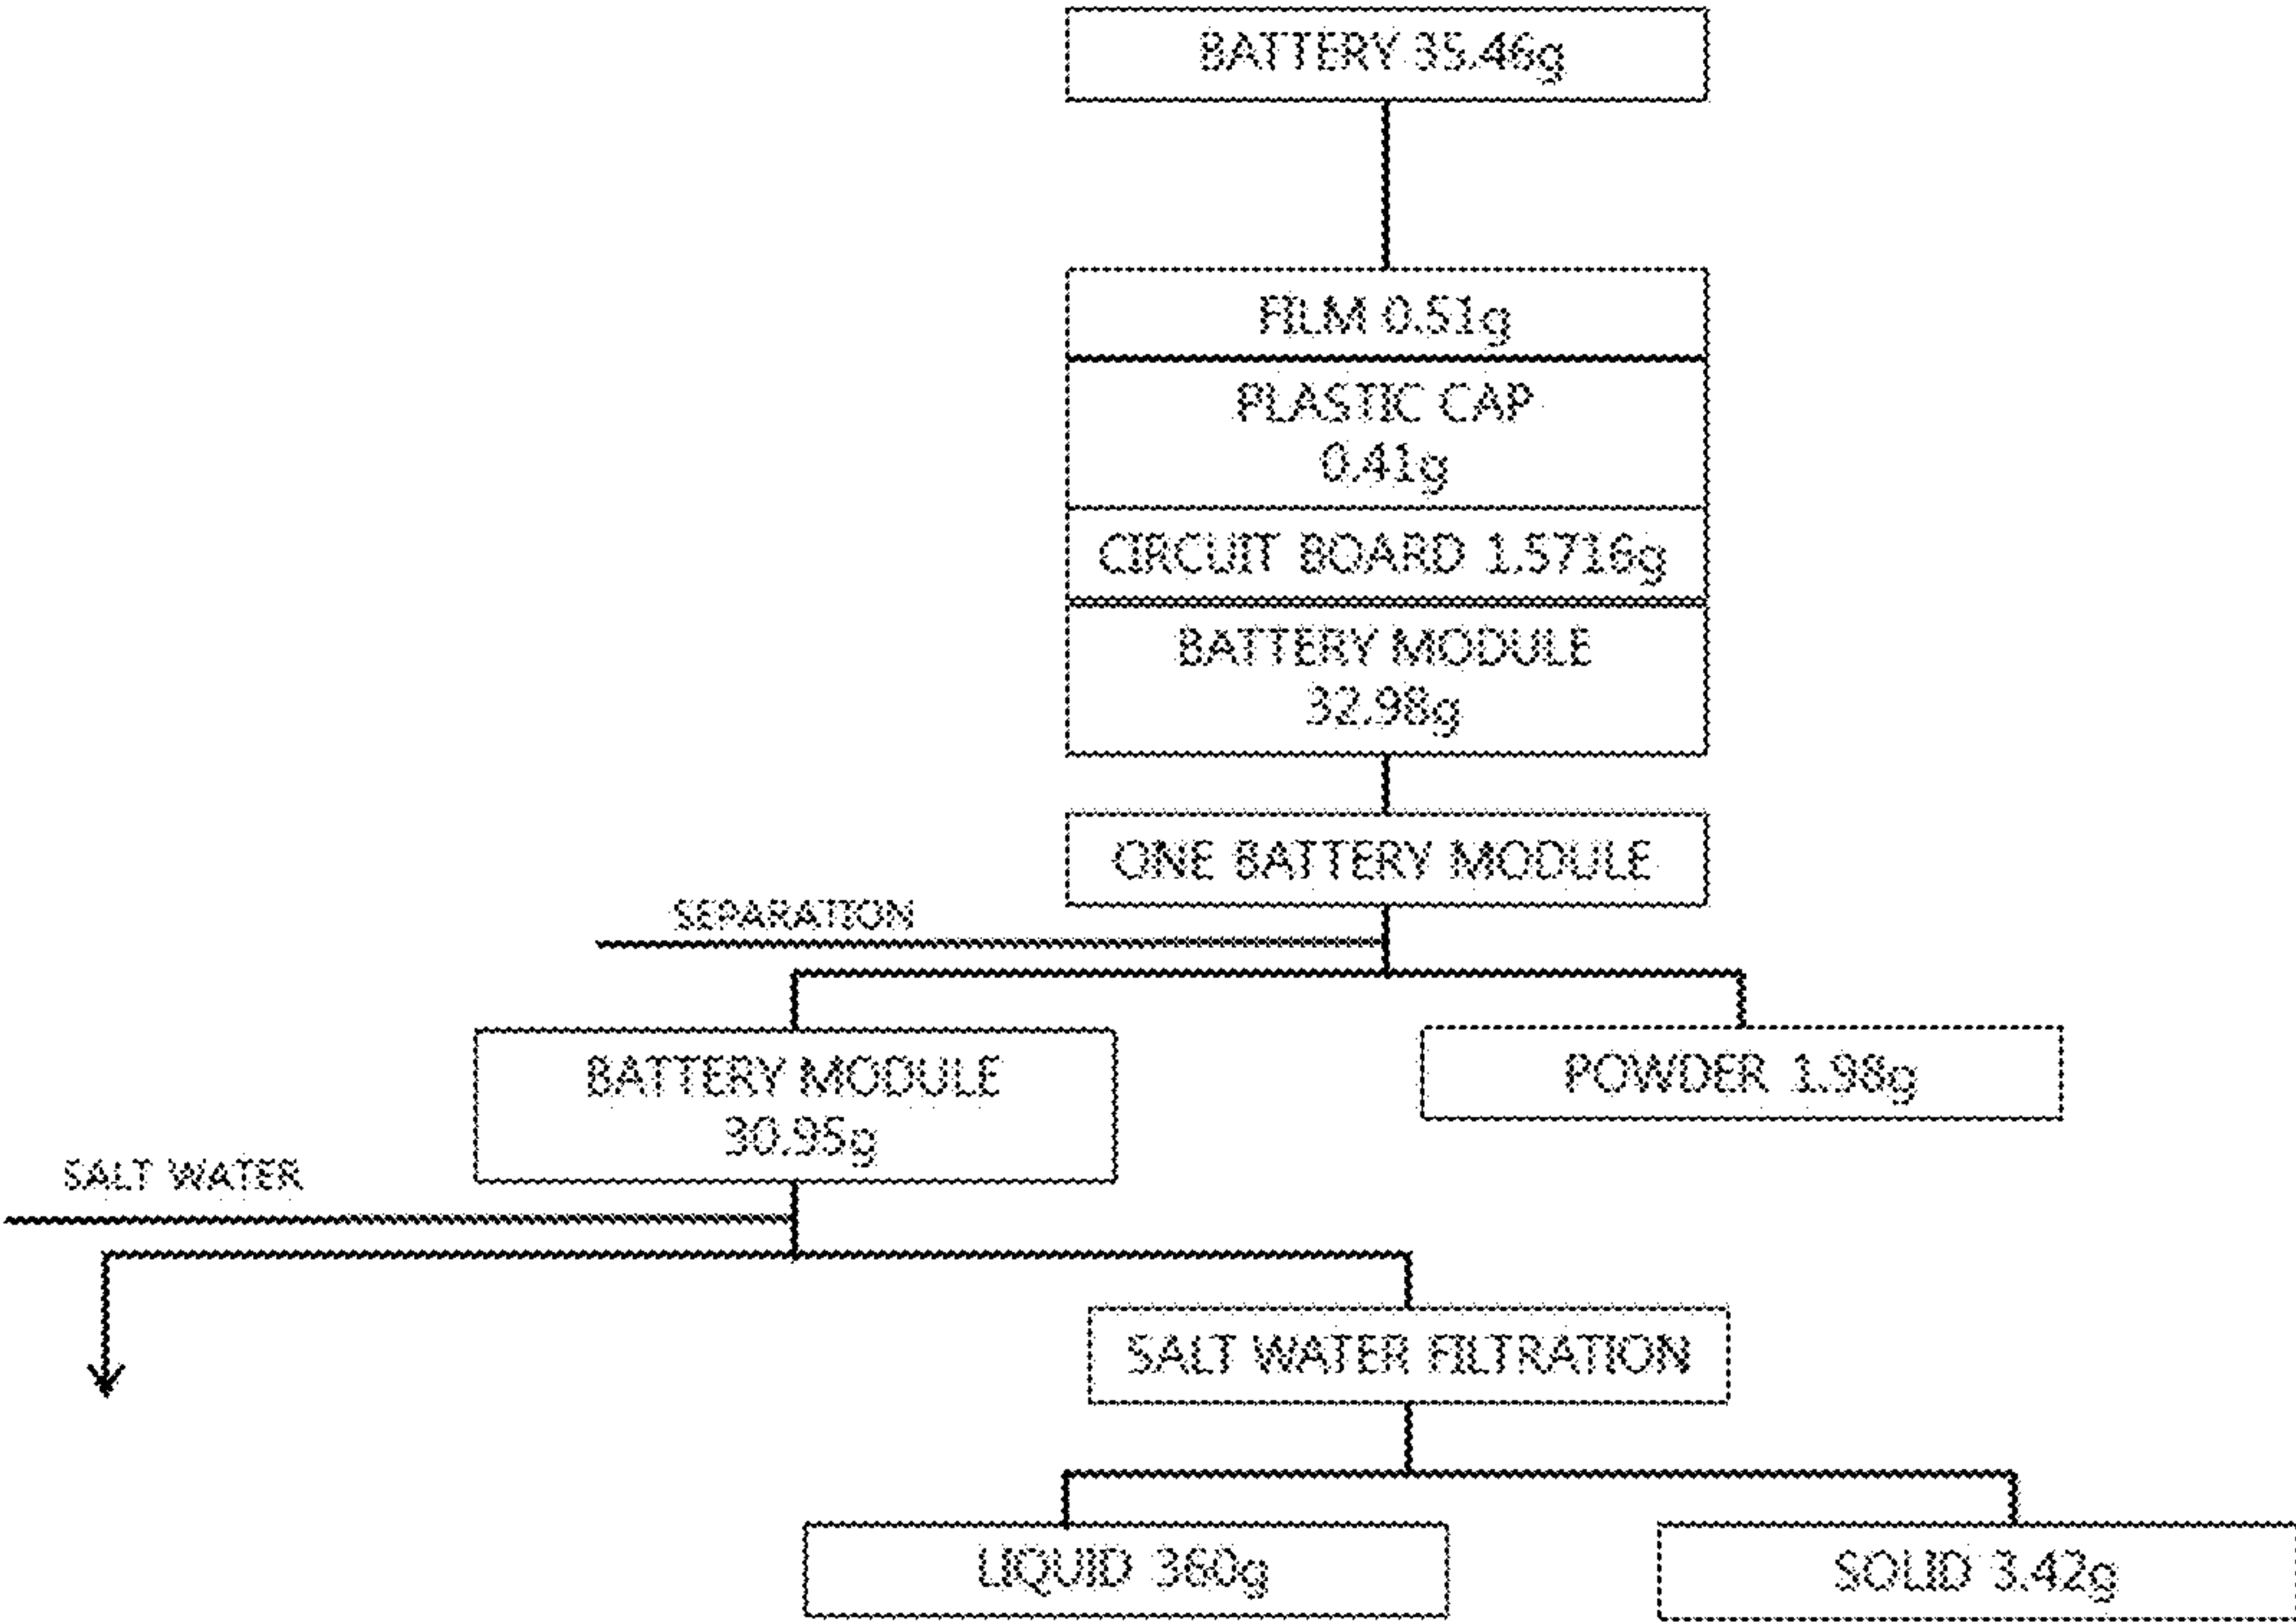 BATTERY 35.46g
FILM 0.51g
PLASTIC CAP
0.41g
CIRCUIT BOARD 1.5716g
BATTERY MODULE
32.98g
ONE BATTERY MODULE
SEPARATION
BATTERY MODULE
30.95g
POWDER 1.98g
SALT WATER
SALT WATER FILTRATION
LIQUID 360g
SOLID 3.42g